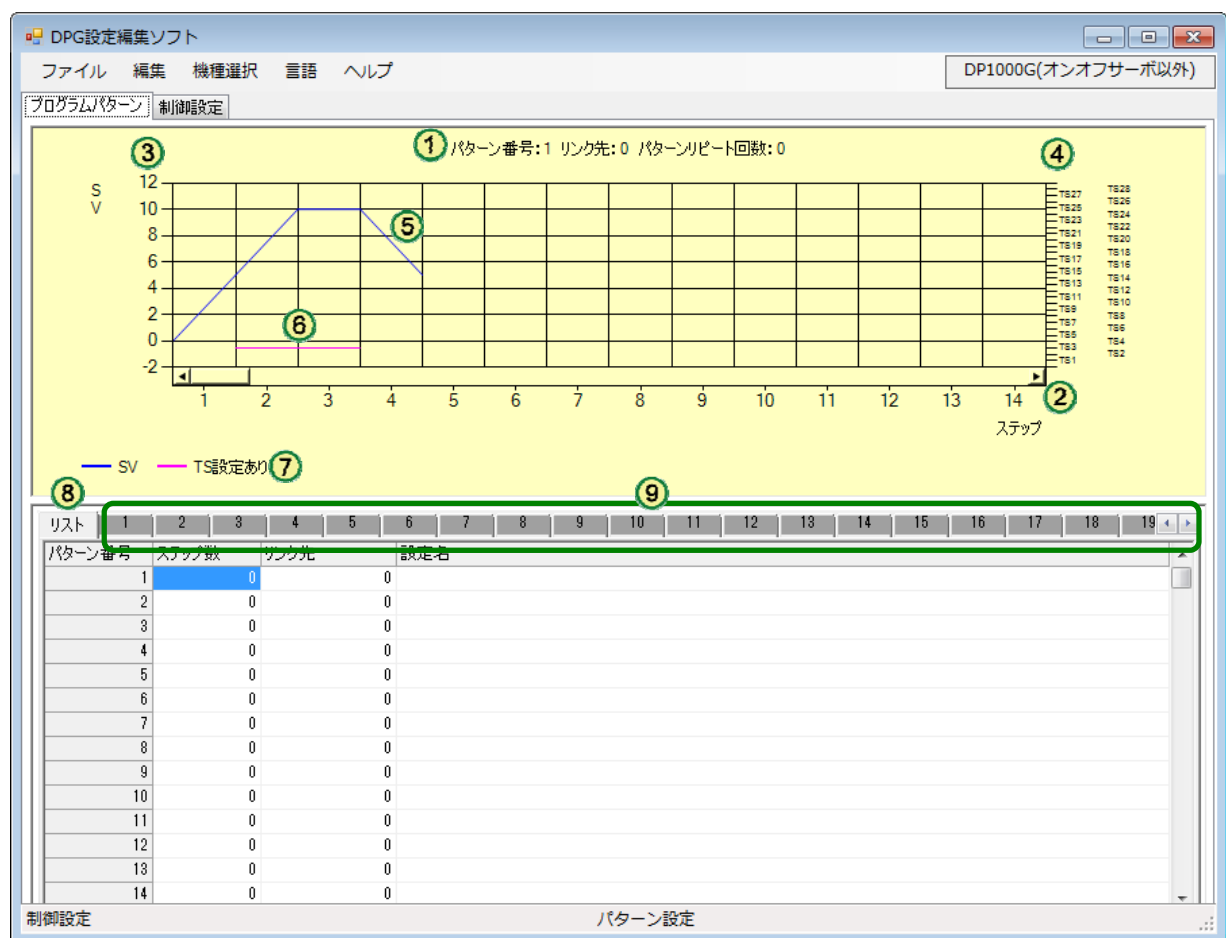 DPG設定編集ソフト
ファイル 編集 機種選択 言語 ヘルプ DP1000G(オンオフサーボ以外)
プログラムパターン 制御設定
③ ① パターン番号:1 リンク先:0 パターンリピート回数:0 ④
SV
12
10
8
6
4
2
0
-2
⑤
⑥
TS27 TS28
TS25 TS26
TS23 TS24
TS21 TS22
TS19 TS20
TS17 TS18
TS15 TS16
TS13 TS14
TS11 TS12
TS9 TS10
TS7 TS8
TS5 TS6
TS3 TS4
TS1 TS2
1 2 3 4 5 6 7 8 9 10 11 12 13 14 ②
ステップ
SV TS設定あり ⑦
⑧ ⑨
リスト 1 2 3 4 5 6 7 8 9 10 11 12 13 14 15 16 17 18 19
パターン番号 ステップ数 リンク先 設定名
1 0 0
2 0 0
3 0 0
4 0 0
5 0 0
6 0 0
7 0 0
8 0 0
9 0 0
10 0 0
11 0 0
12 0 0
13 0 0
14 0 0
制御設定 パターン設定